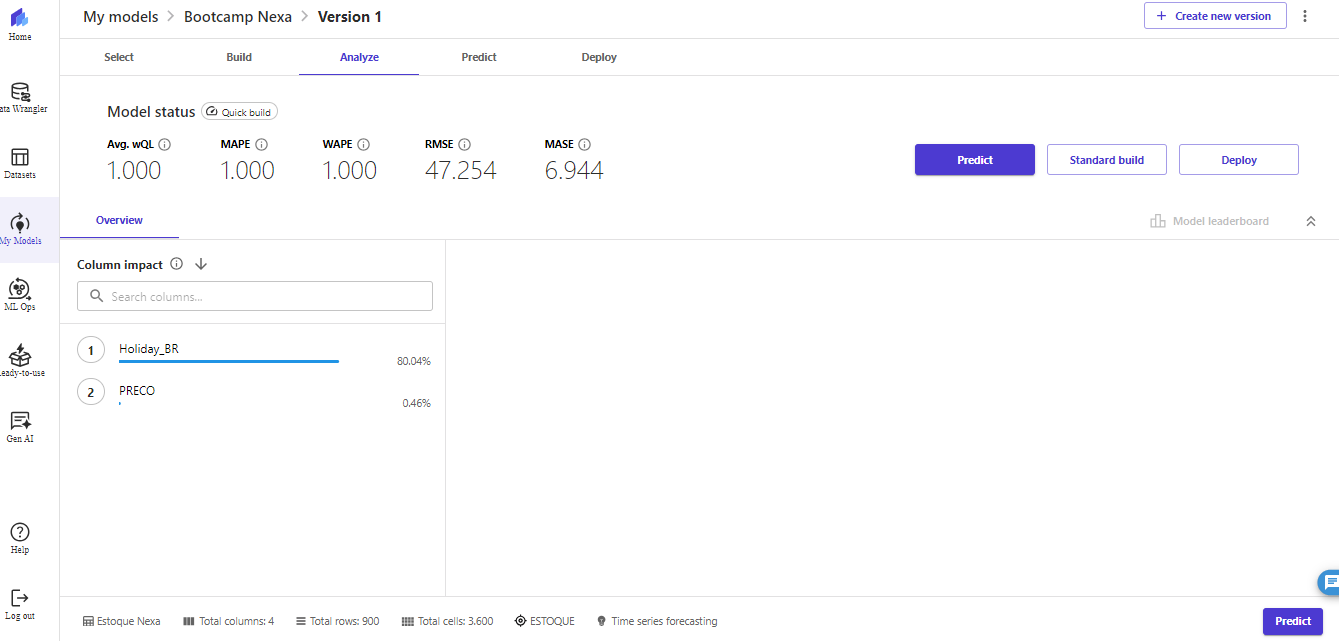 Home
My models > Bootcamp Nexa > Version 1
+ Create new version
Select Build Analyze Predict Deploy
ata Wrangler
Datasets
My Models
ML Ops
eady-to-use
Gen AI
Help
Log out
Model status Quick build
Avg. wQL MAPE WAPE RMSE MASE
1.000 1.000 1.000 47.254 6.944
Predict Standard build Deploy
Overview
Model leaderboard
Column impact
Search columns...
1 Holiday_BR
80.04%
2 PRECO
0.46%
Estoque Nexa Total columns: 4 Total rows: 900 Total cells: 3.600 ESTOQUE Time series forecasting
Predict